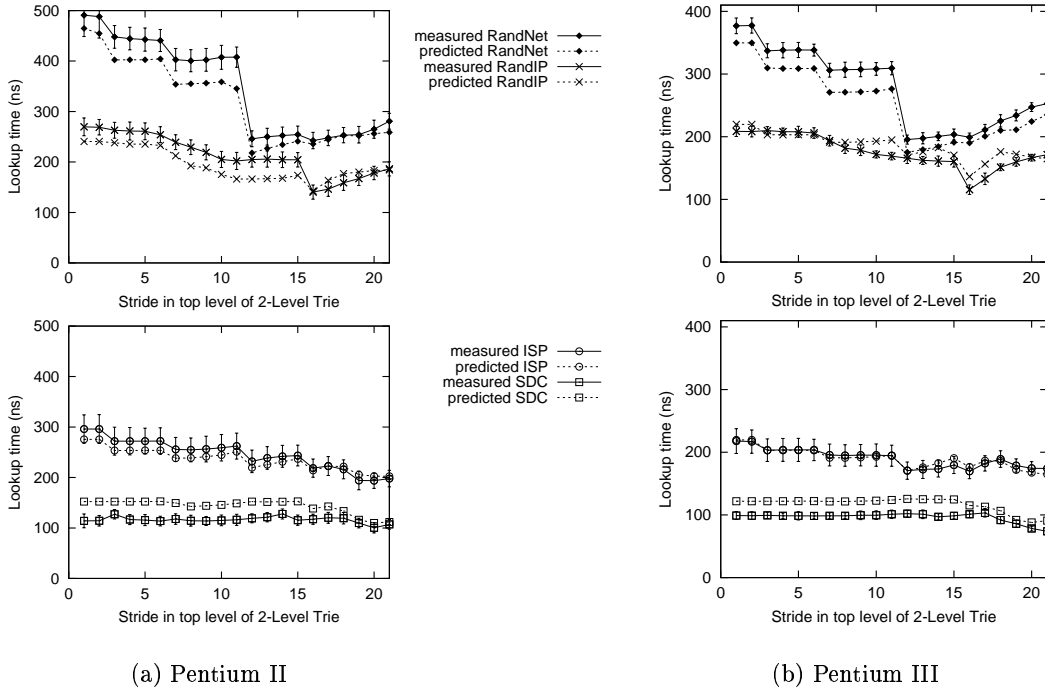 500
400
300
200
100
0
Lookup time (ns)
0 5 10 15 20
Stride in top level of 2-Level Trie
measured RandNet
predicted RandNet
measured RandIP
predicted RandIP
400
300
200
100
0
Lookup time (ns)
0 5 10 15 20
Stride in top level of 2-Level Trie
500
400
300
200
100
0
Lookup time (ns)
0 5 10 15 20
Stride in top level of 2-Level Trie
measured ISP
predicted ISP
measured SDC
predicted SDC
400
300
200
100
0
Lookup time (ns)
0 5 10 15 20
Stride in top level of 2-Level Trie
(a) Pentium II
(b) Pentium III